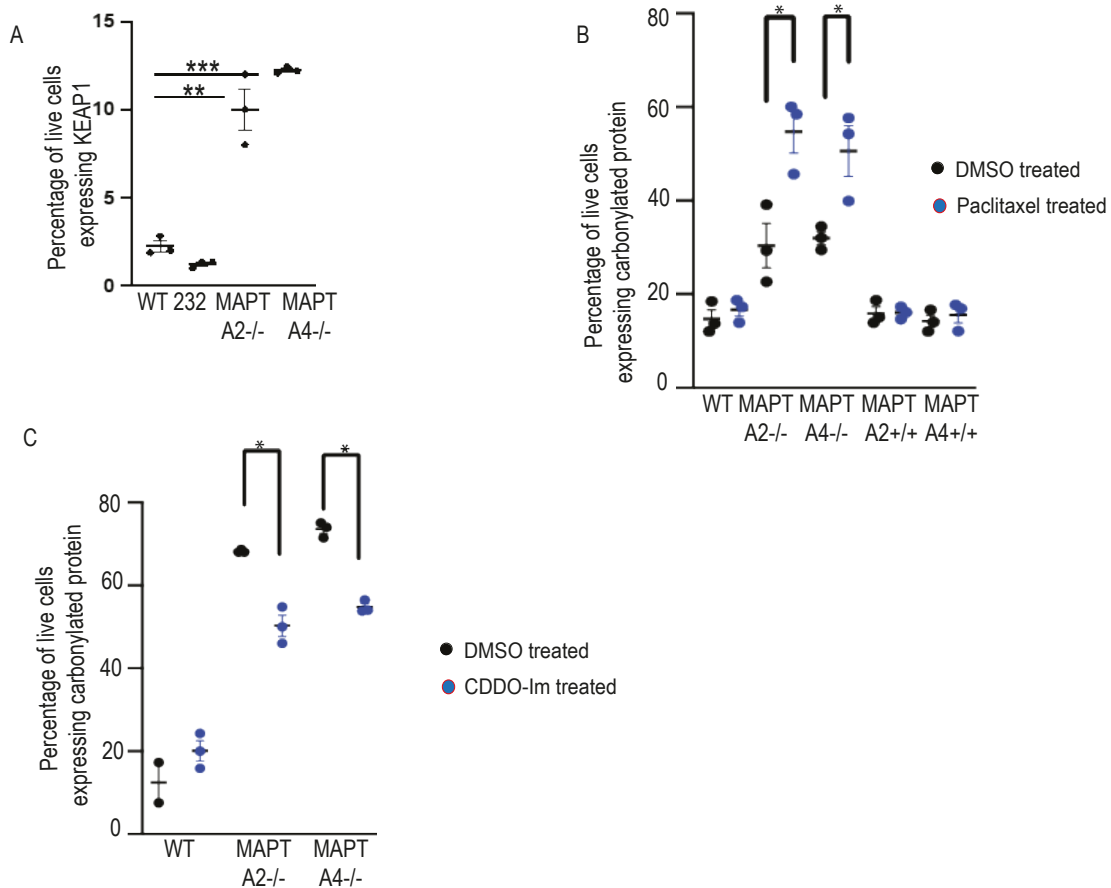 A
Percentage of live cells
expressing KEAP1
15
10
5
0
***
**
WT 232 MAPT MAPT
A2-/- A4-/-
B
Percentage of live cells
expressing carbonylated protein
80
60
40
20
0
* *
DMSO treated
Paclitaxel treated
WT MAPT MAPT MAPT MAPT
A2-/- A4-/- A2+/+ A4+/+
C
Percentage of live cells
expressing carbonylated protein
80
60
40
20
0
* *
DMSO treated
CDDO-Im treated
WT MAPT MAPT
A2-/- A4-/-